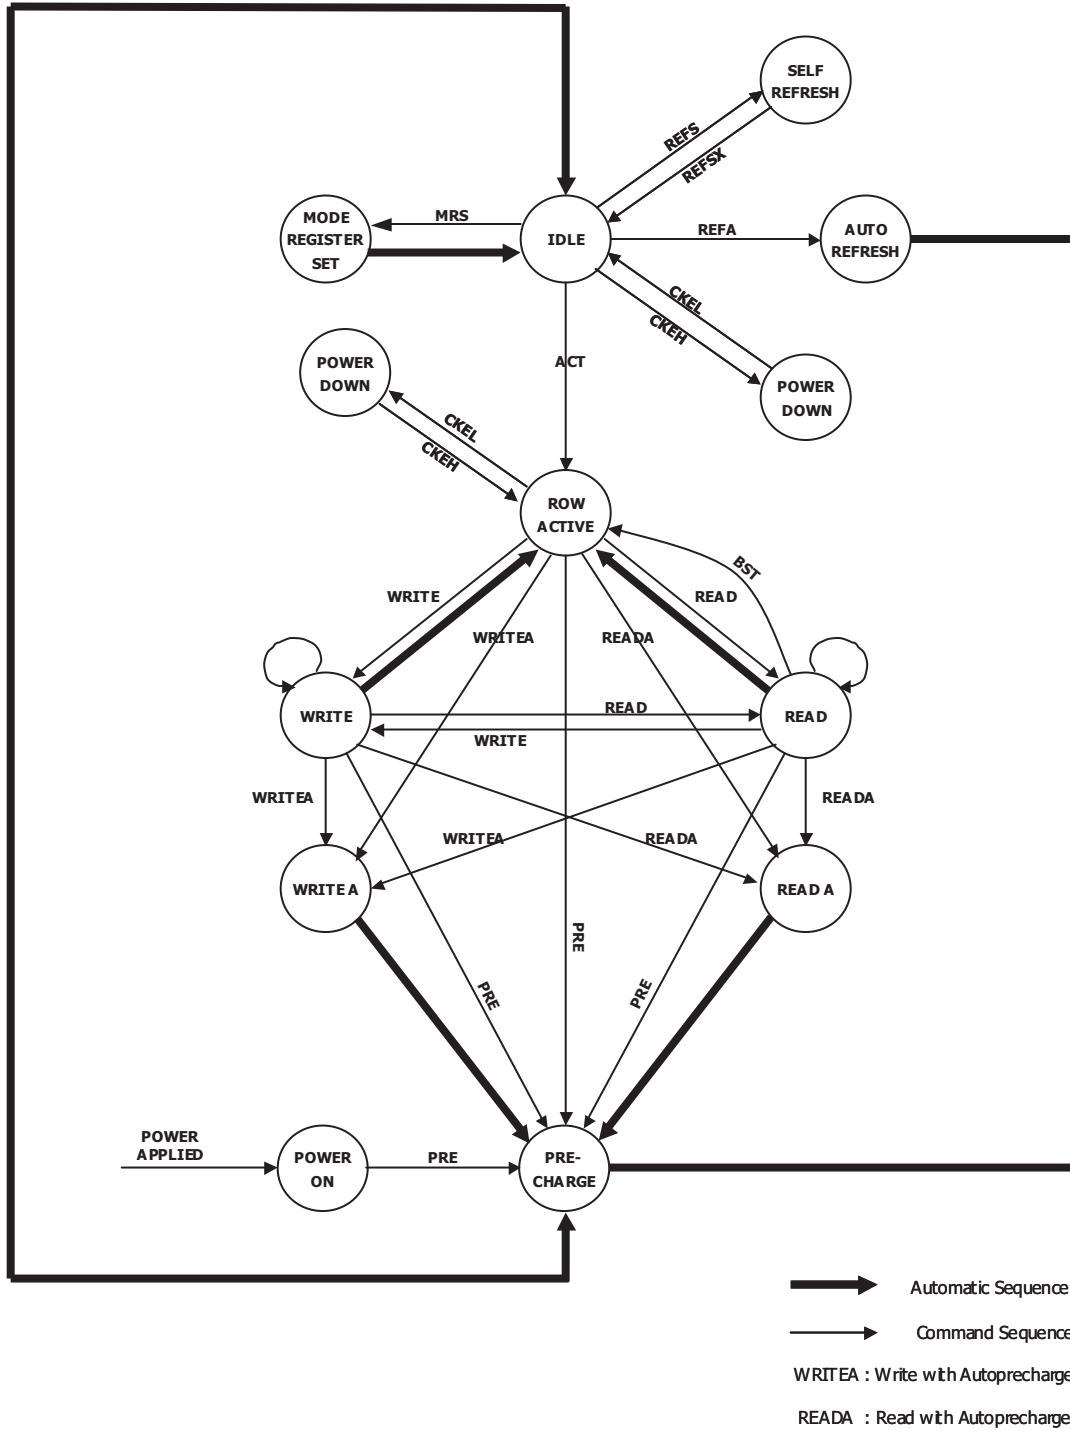 SELF
REFRESH
REFS
REFSX
MODE
REGISTER
SET
MRS
IDLE
REFA
AUTO
REFRESH
CKEL
CKEH
ACT
POWER
DOWN
POWER
DOWN
CKEL
CKEH
ROW
ACTIVE
BST
WRITE
READ
WRITEA
READA
WRITE
READ
READ
WRITE
WRITEA
READA
WRITEA
READA
WRITE A
READ A
PRE
PRE
PRE
POWER
APPLIED
POWER
ON
PRE
PRE-
CHARGE
Automatic Sequence
Command Sequence
WRITEA : Write with Autoprecharge
READA : Read with Autoprecharge